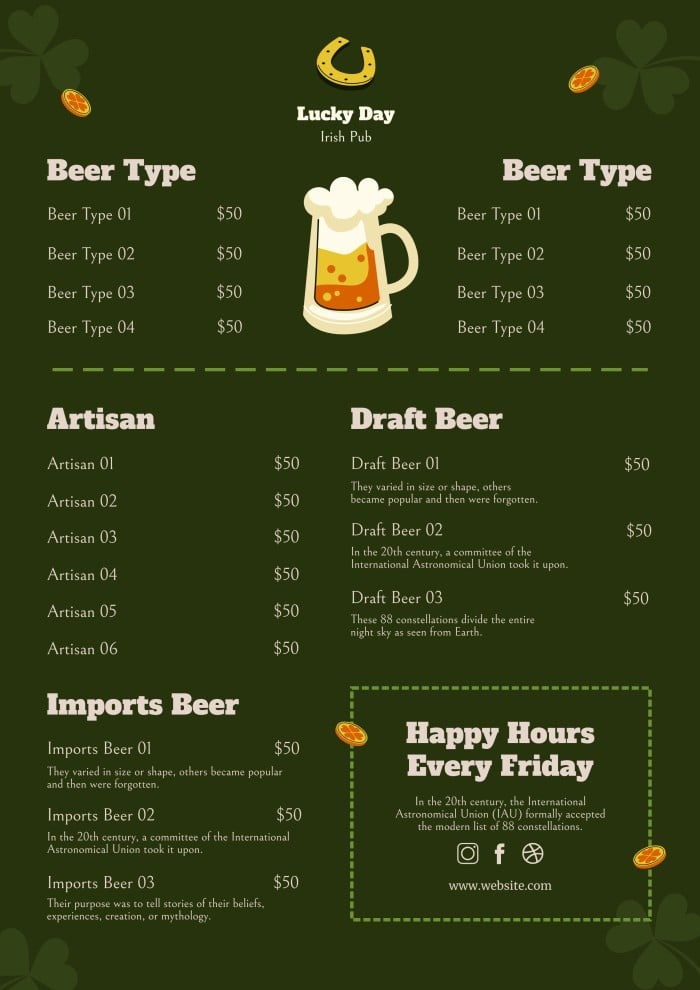 Lucky Day
Irish Pub
Beer Type
Beer Type 01 $50
Beer Type 02 $50
Beer Type 03 $50
Beer Type 04 $50
Beer Type
Beer Type 01 $50
Beer Type 02 $50
Beer Type 03 $50
Beer Type 04 $50
Artisan
Artisan 01 $50
Artisan 02 $50
Artisan 03 $50
Artisan 04 $50
Artisan 05 $50
Artisan 06 $50
Draft Beer
Draft Beer 01 $50
They varied in size or shape, others
became popular and then were forgotten.
Draft Beer 02 $50
In the 20th century, a committee of the
International Astronomical Union took it upon.
Draft Beer 03 $50
These 88 constellations divide the entire
night sky as seen from Earth.
Imports Beer
Imports Beer 01 $50
They varied in size or shape, others became popular
and then were forgotten.
Imports Beer 02 $50
In the 20th century, a committee of the International
Astronomical Union took it upon.
Imports Beer 03 $50
Their purpose was to tell stories of their beliefs,
experiences, creation, or mythology.
Happy Hours
Every Friday
In the 20th century, the International
Astronomical Union (IAU) formally accepted
the modern list of 88 constellations.
www.website.com